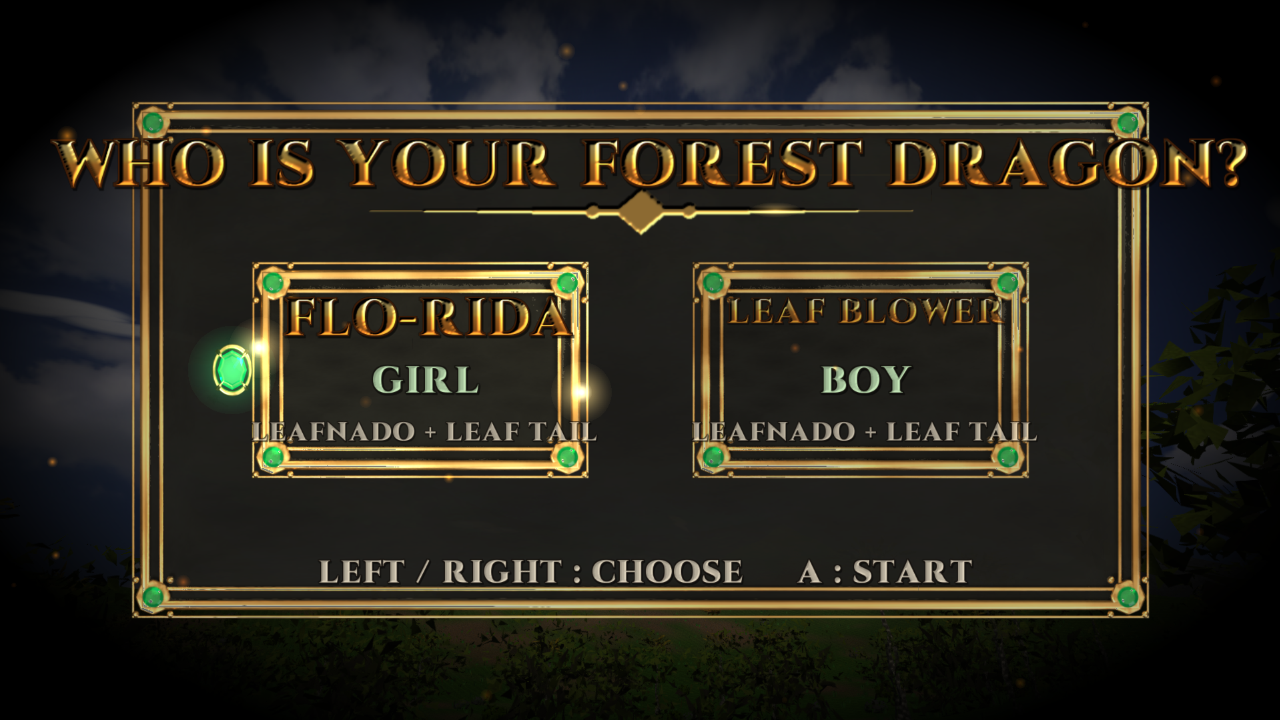 WHO IS YOUR FOREST DRAGON?
FLO-RIDA
GIRL
LEAFNADO + LEAF TAIL
LEAF BLOWER
BOY
LEAFNADO + LEAF TAIL
LEFT / RIGHT : CHOOSE A : START